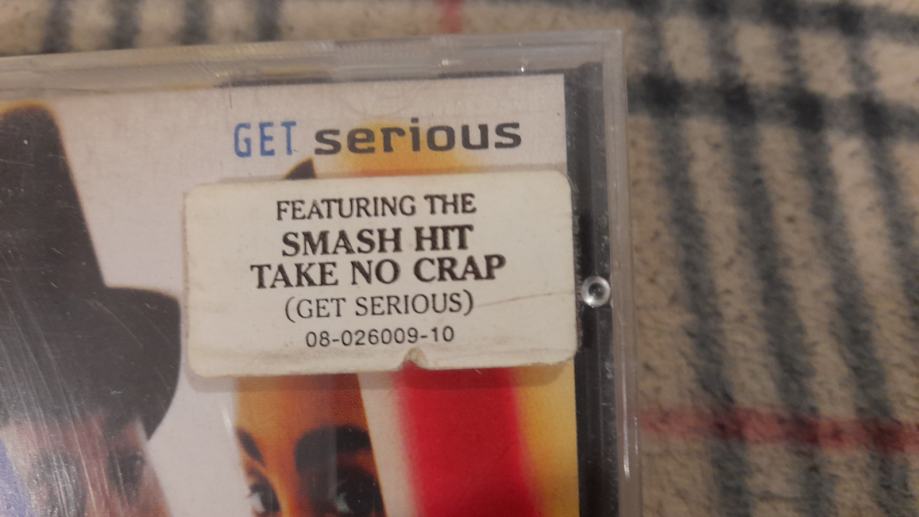 GET serious
FEATURING THE
SMASH HIT
TAKE NO CRAP
(GET SERIOUS)
08-026009-10